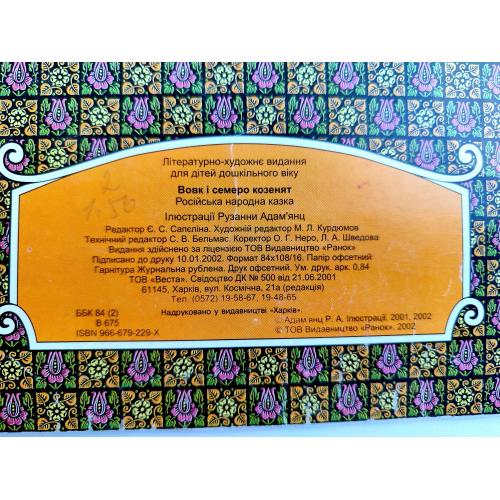 2
1.50
Літературно-художнє видання
для дітей дошкільного віку
Вовк і семеро козенят
Російська народна казка
Ілюстрації Рузанни Адам'янц
Редактор Є. С. Сапєліна. Художній редактор М. Л. Курдюмов
Технічний редактор С. В. Бельмас. Коректор О. Г. Неро, Л. А. Шведова
Видання здійснено за ліцензією ТОВ Видавництво «Ранок»
Підписано до друку 10.01.2002. Формат 84х108/16. Папір офсетний
Гарнітура Журнальна рублена. Друк офсетний. Ум. друк. арк. 0,84
ТОВ «Веста». Свідоцтво ДК № 500 від 21.06.2001
61145, Харків, вул. Космічна, 21а (редакція)
Тел. (0572) 19-58-67, 19-48-65
Надруковано у видавництві «Харків».
ББК 84 (2)
В 675
ISBN 966-679-229-X
© Адам'янц Р. А. Ілюстрації, 2001, 2002
© ТОВ Видавництво «Ранок», 2002